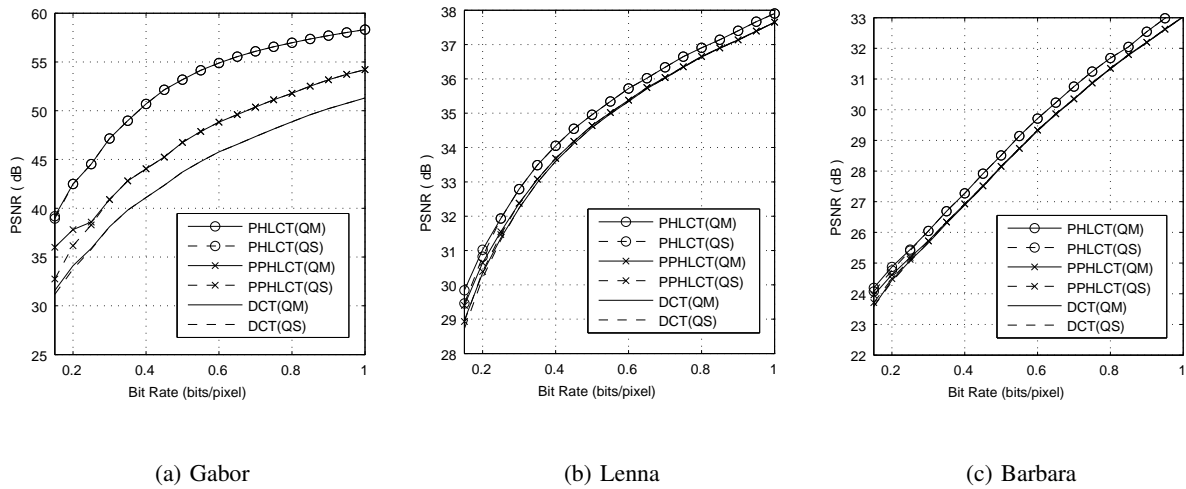 60
55
50
45
40
35
30
25
PSNR ( dB )
0.2 0.4 0.6 0.8 1
Bit Rate (bits/pixel)
PHLCT(QM)
PHLCT(QS)
PPHLCT(QM)
PPHLCT(QS)
DCT(QM)
DCT(QS)
(a) Gabor
38
37
36
35
34
33
32
31
30
29
28
PSNR ( dB )
0.2 0.4 0.6 0.8 1
Bit Rate (bits/pixel)
PHLCT(QM)
PHLCT(QS)
PPHLCT(QM)
PPHLCT(QS)
DCT(QM)
DCT(QS)
(b) Lenna
33
32
31
30
29
28
27
26
25
24
23
22
PSNR ( dB )
0.2 0.4 0.6 0.8 1
Bit Rate (bits/pixel)
PHLCT(QM)
PHLCT(QS)
PPHLCT(QM)
PPHLCT(QS)
DCT(QM)
DCT(QS)
(c) Barbara